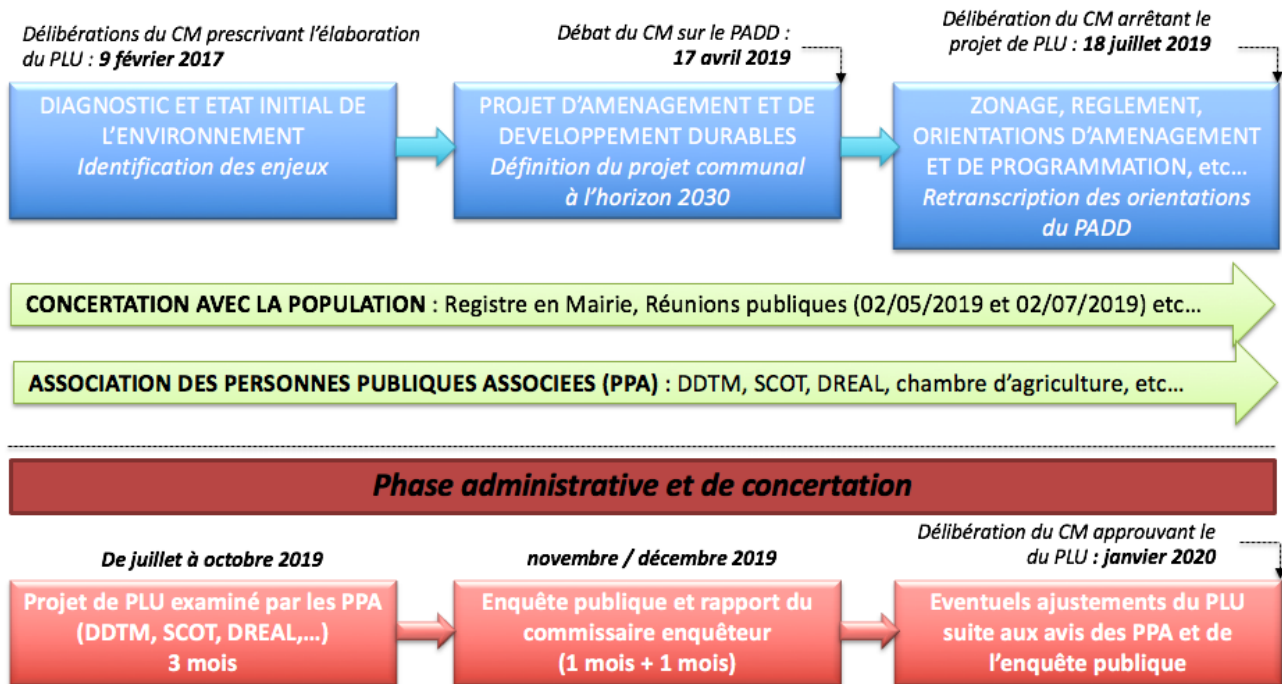 Délibérations du CM prescrivant l’élaboration
du PLU : 9 février 2017
Débat du CM sur le PADD :
17 avril 2019
Délibération du CM arrêtant le
projet de PLU : 18 juillet 2019
DIAGNOSTIC ET ETAT INITIAL DE
L’ENVIRONNEMENT
Identification des enjeux
PROJET D’AMENAGEMENT ET DE
DEVELOPPEMENT DURABLES
Définition du projet communal
à l’horizon 2030
ZONAGE, REGLEMENT,
ORIENTATIONS D’AMENAGEMENT
ET DE PROGRAMMATION, etc…
Retranscription des orientations
du PADD
CONCERTATION AVEC LA POPULATION : Registre en Mairie, Réunions publiques (02/05/2019 et 02/07/2019) etc…
ASSOCIATION DES PERSONNES PUBLIQUES ASSOCIEES (PPA) : DDTM, SCOT, DREAL, chambre d’agriculture, etc…
Phase administrative et de concertation
De juillet à octobre 2019
novembre / décembre 2019
Délibération du CM approuvant le
du PLU : janvier 2020
Projet de PLU examiné par les PPA
(DDTM, SCOT, DREAL,…)
3 mois
Enquête publique et rapport du
commissaire enquêteur
(1 mois + 1 mois)
Eventuels ajustements du PLU
suite aux avis des PPA et de
l’enquête publique